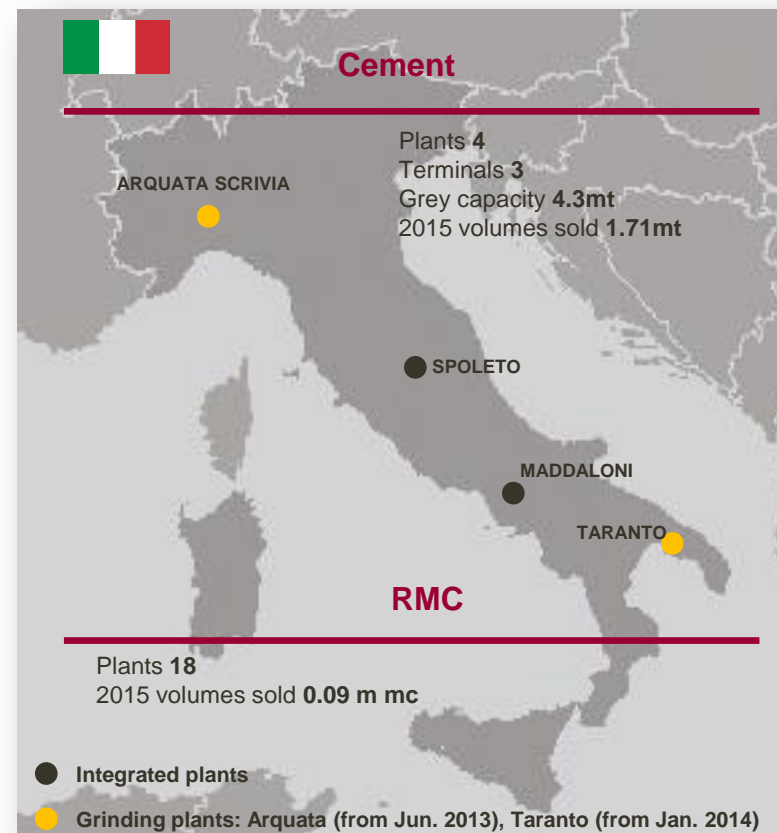 Cement
Plants 4
Terminals 3
Grey capacity 4.3mt
2015 volumes sold 1.71mt
ARQUATA SCRIVIA
SPOLETO
MADDALONI
TARANTO
RMC
Plants 18
2015 volumes sold 0.09 m mc
Integrated plants
Grinding plants: Arquata (from Jun. 2013), Taranto (from Jan. 2014)